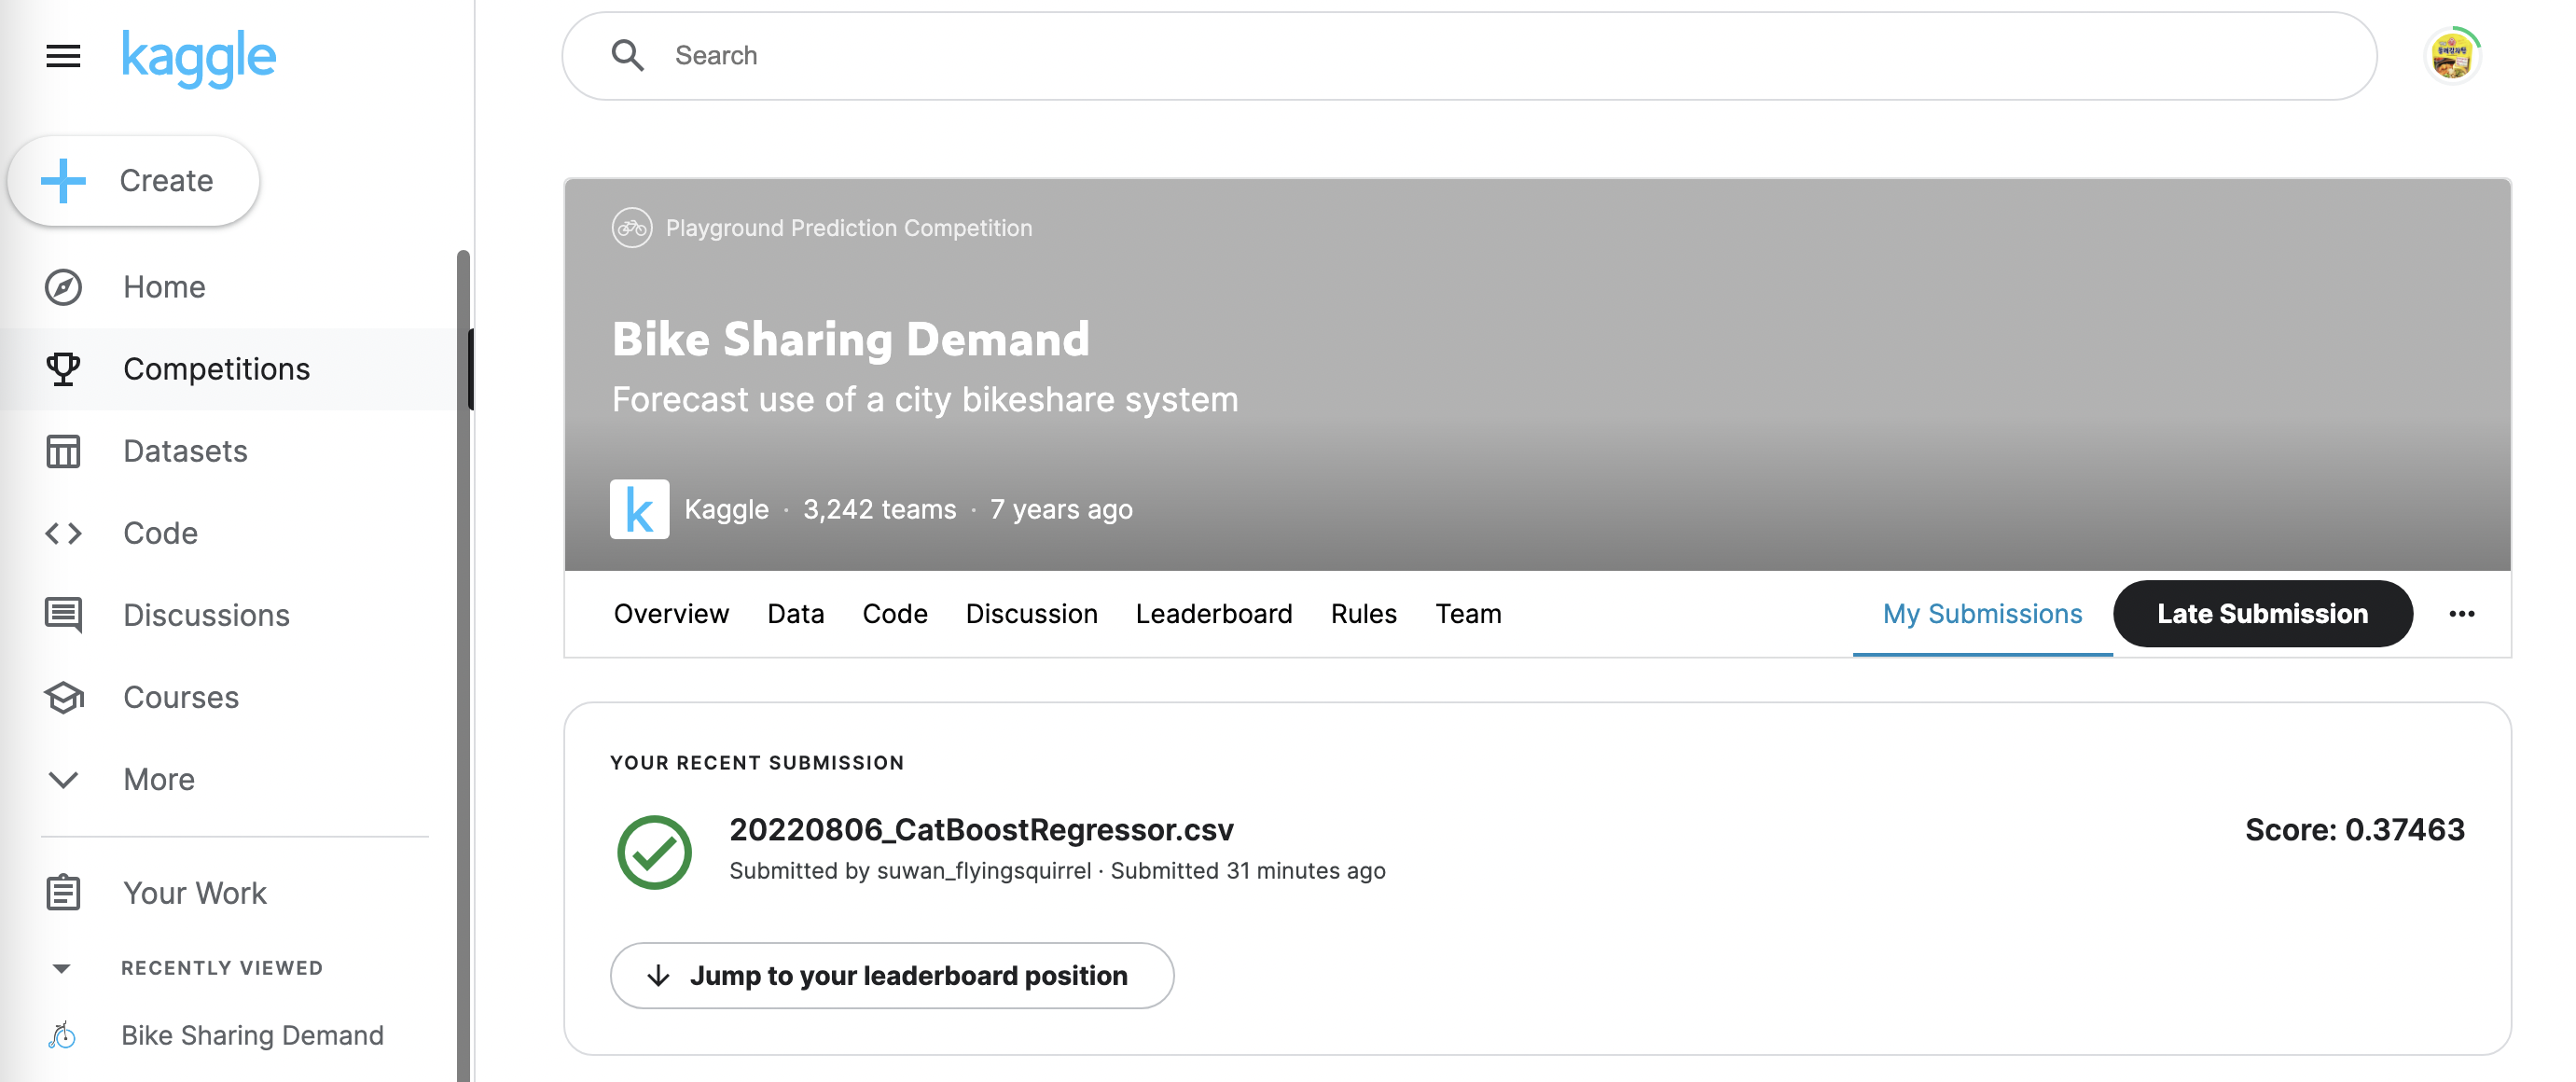 kaggle
Search
Create
Home
Competitions
Datasets
Code
Discussions
Courses
More
Your Work
RECENTLY VIEWED
Bike Sharing Demand
Playground Prediction Competition
Bike Sharing Demand
Forecast use of a city bikeshare system
k Kaggle · 3,242 teams · 7 years ago
Overview Data Code Discussion Leaderboard Rules Team My Submissions Late Submission
YOUR RECENT SUBMISSION
20220806_CatBoostRegressor.csv Score: 0.37463
Submitted by suwan_flyingsquirrel · Submitted 31 minutes ago
Jump to your leaderboard position